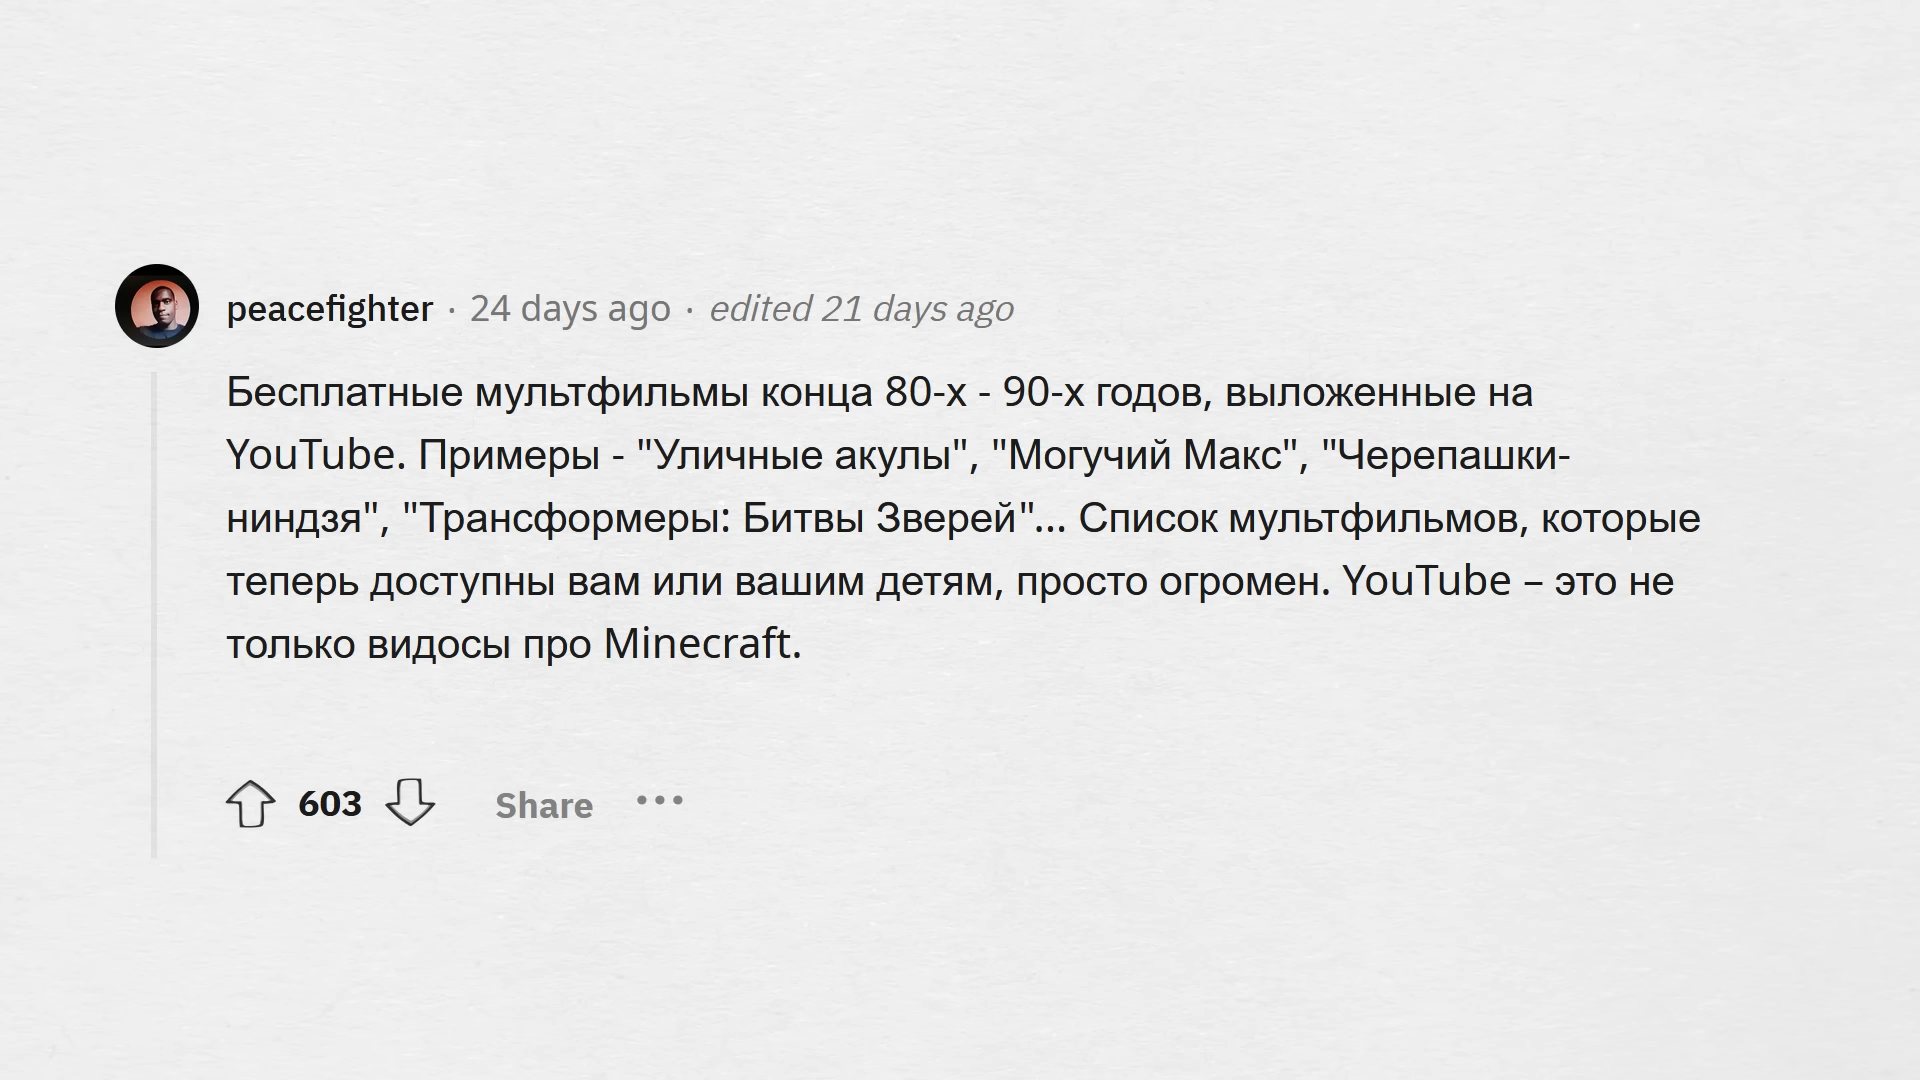 peacefighter · 24 days ago · edited 21 days ago
Бесплатные мультфильмы конца 80-х - 90-х годов, выложенные на
YouTube. Примеры - "Уличные акулы", "Могучий Макс", "Черепашки-
ниндзя", "Трансформеры: Битвы Зверей"... Список мультфильмов, которые
теперь доступны вам или вашим детям, просто огромен. YouTube – это не
только видосы про Minecraft.
603 Share •••